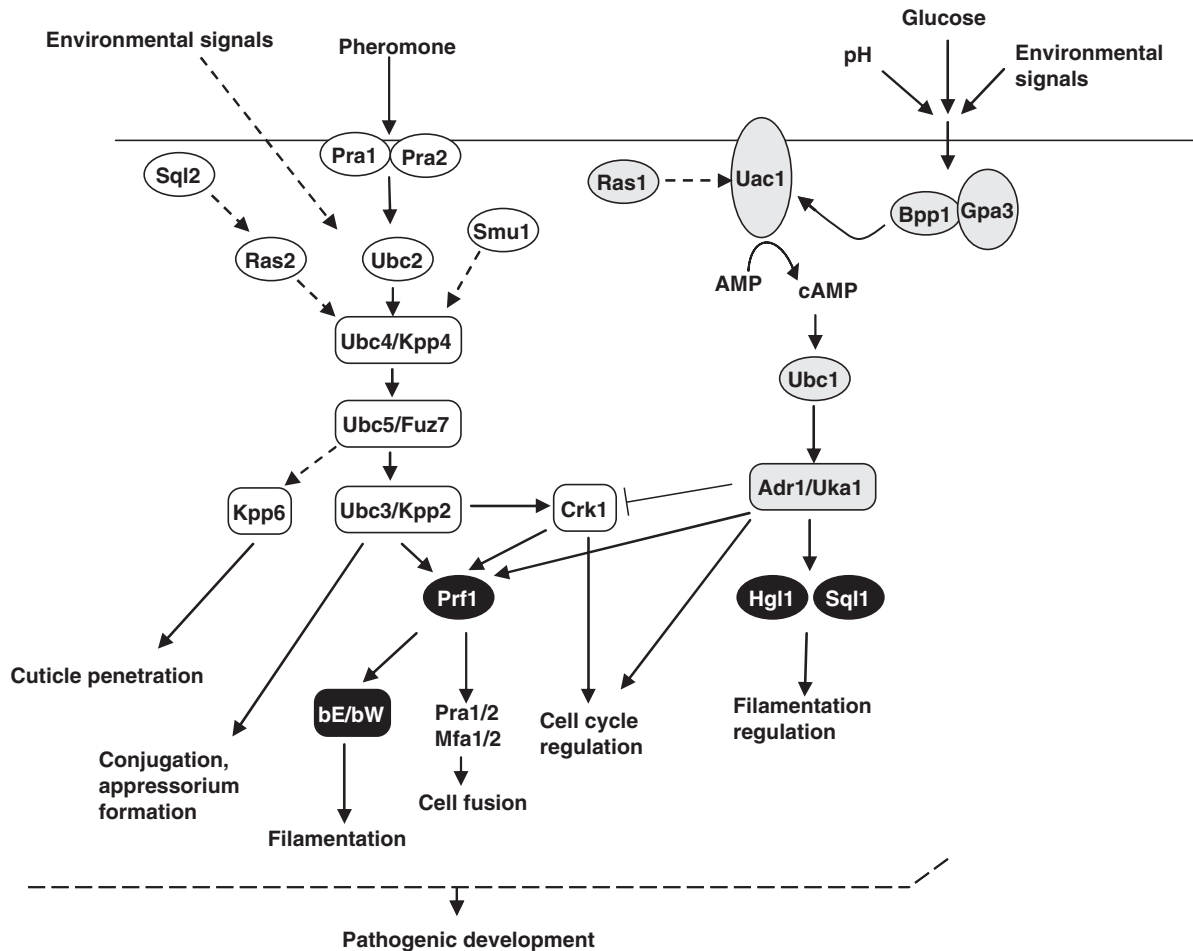 Environmental signals
Pheromone
Glucose
pH
Environmental
signals
Pra1
Pra2
Sql2
Ras1
Uac1
Bpp1
Gpa3
Smu1
Ras2
Ubc2
AMP
cAMP
Ubc4/Kpp4
Ubc1
Ubc5/Fuz7
Adr1/Uka1
Kpp6
Ubc3/Kpp2
Crk1
Prf1
Hgl1
Sql1
Cuticle penetration
bE/bW
Pra1/2
Mfa1/2
Cell cycle
regulation
Filamentation
regulation
Conjugation,
appressorium
formation
Cell fusion
Filamentation
Pathogenic development